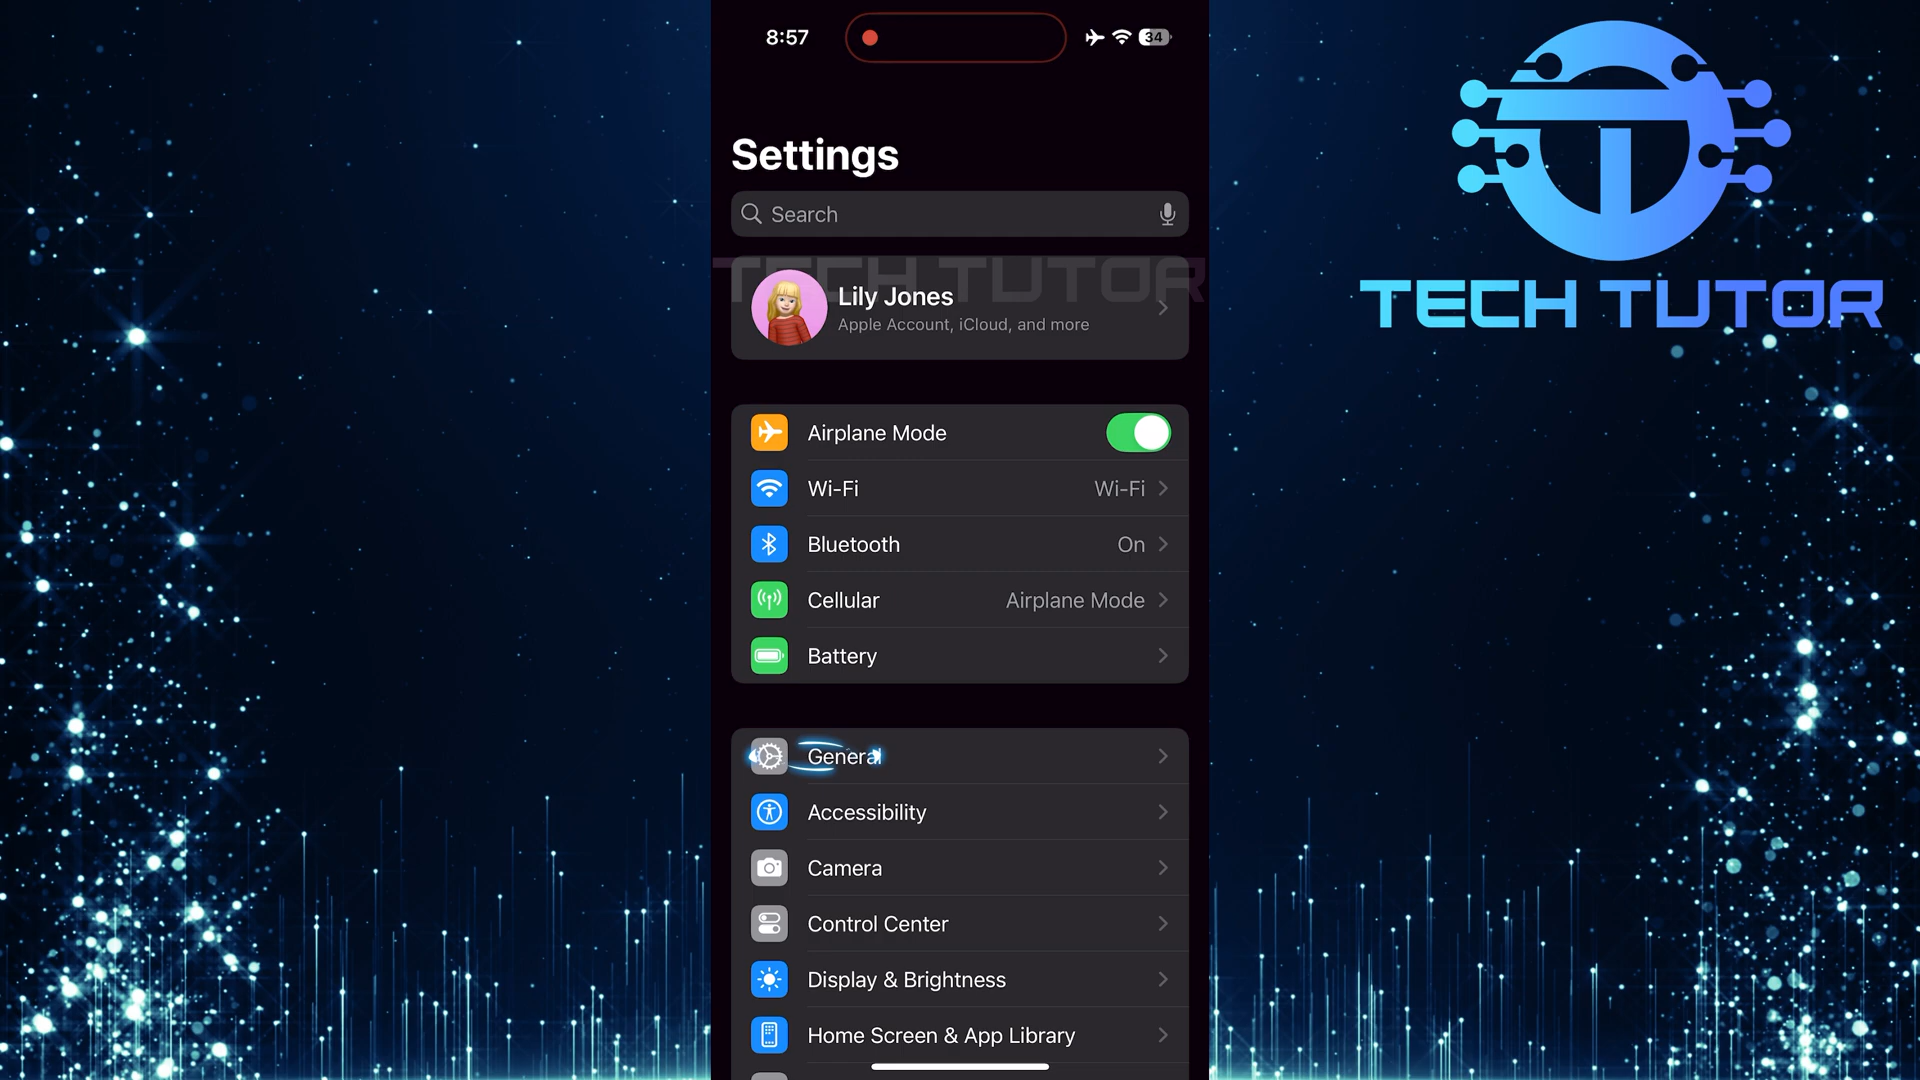 8:57
34
Settings
Search
TECH TUTOR
Lily Jones
Apple Account, iCloud, and more
TECH TUTOR
Airplane Mode
Wi-Fi Wi-Fi
Bluetooth On
Cellular Airplane Mode
Battery
General
Accessibility
Camera
Control Center
Display & Brightness
Home Screen & App Library